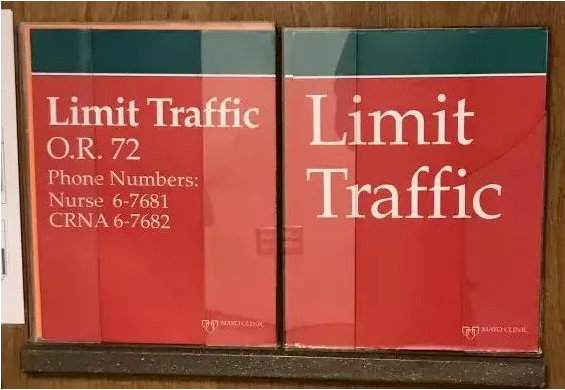 Limit Traffic
O.R. 72
Phone Numbers:
Nurse 6-7681
CRNA 6-7682
MAYO CLINIC
Limit
Traffic
MAYO CLINIC